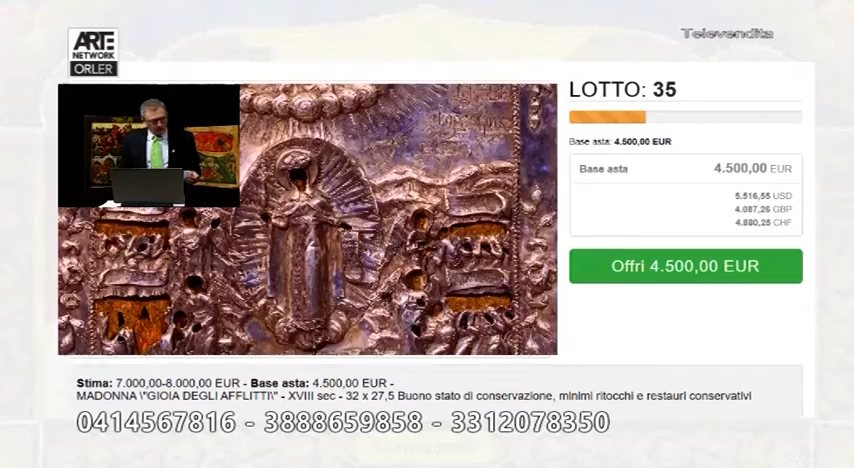 ARTE
NETWORK
ORLER
Televendita
LOTTO: 35
Base asta: 4.500,00 EUR
Base asta 4.500,00 EUR
5.516,55 USD
4.087,26 GBP
4.880,25 CHF
Offri 4.500,00 EUR
Stima: 7.000,00-8.000,00 EUR - Base asta: 4.500,00 EUR -
MADONNA \"GIOIA DEGLI AFFLITTI\" - XVIII sec - 32 x 27,5 Buono stato di conservazione, minimi ritocchi e restauri conservativi
0414567816 - 3888659858 - 3312078350